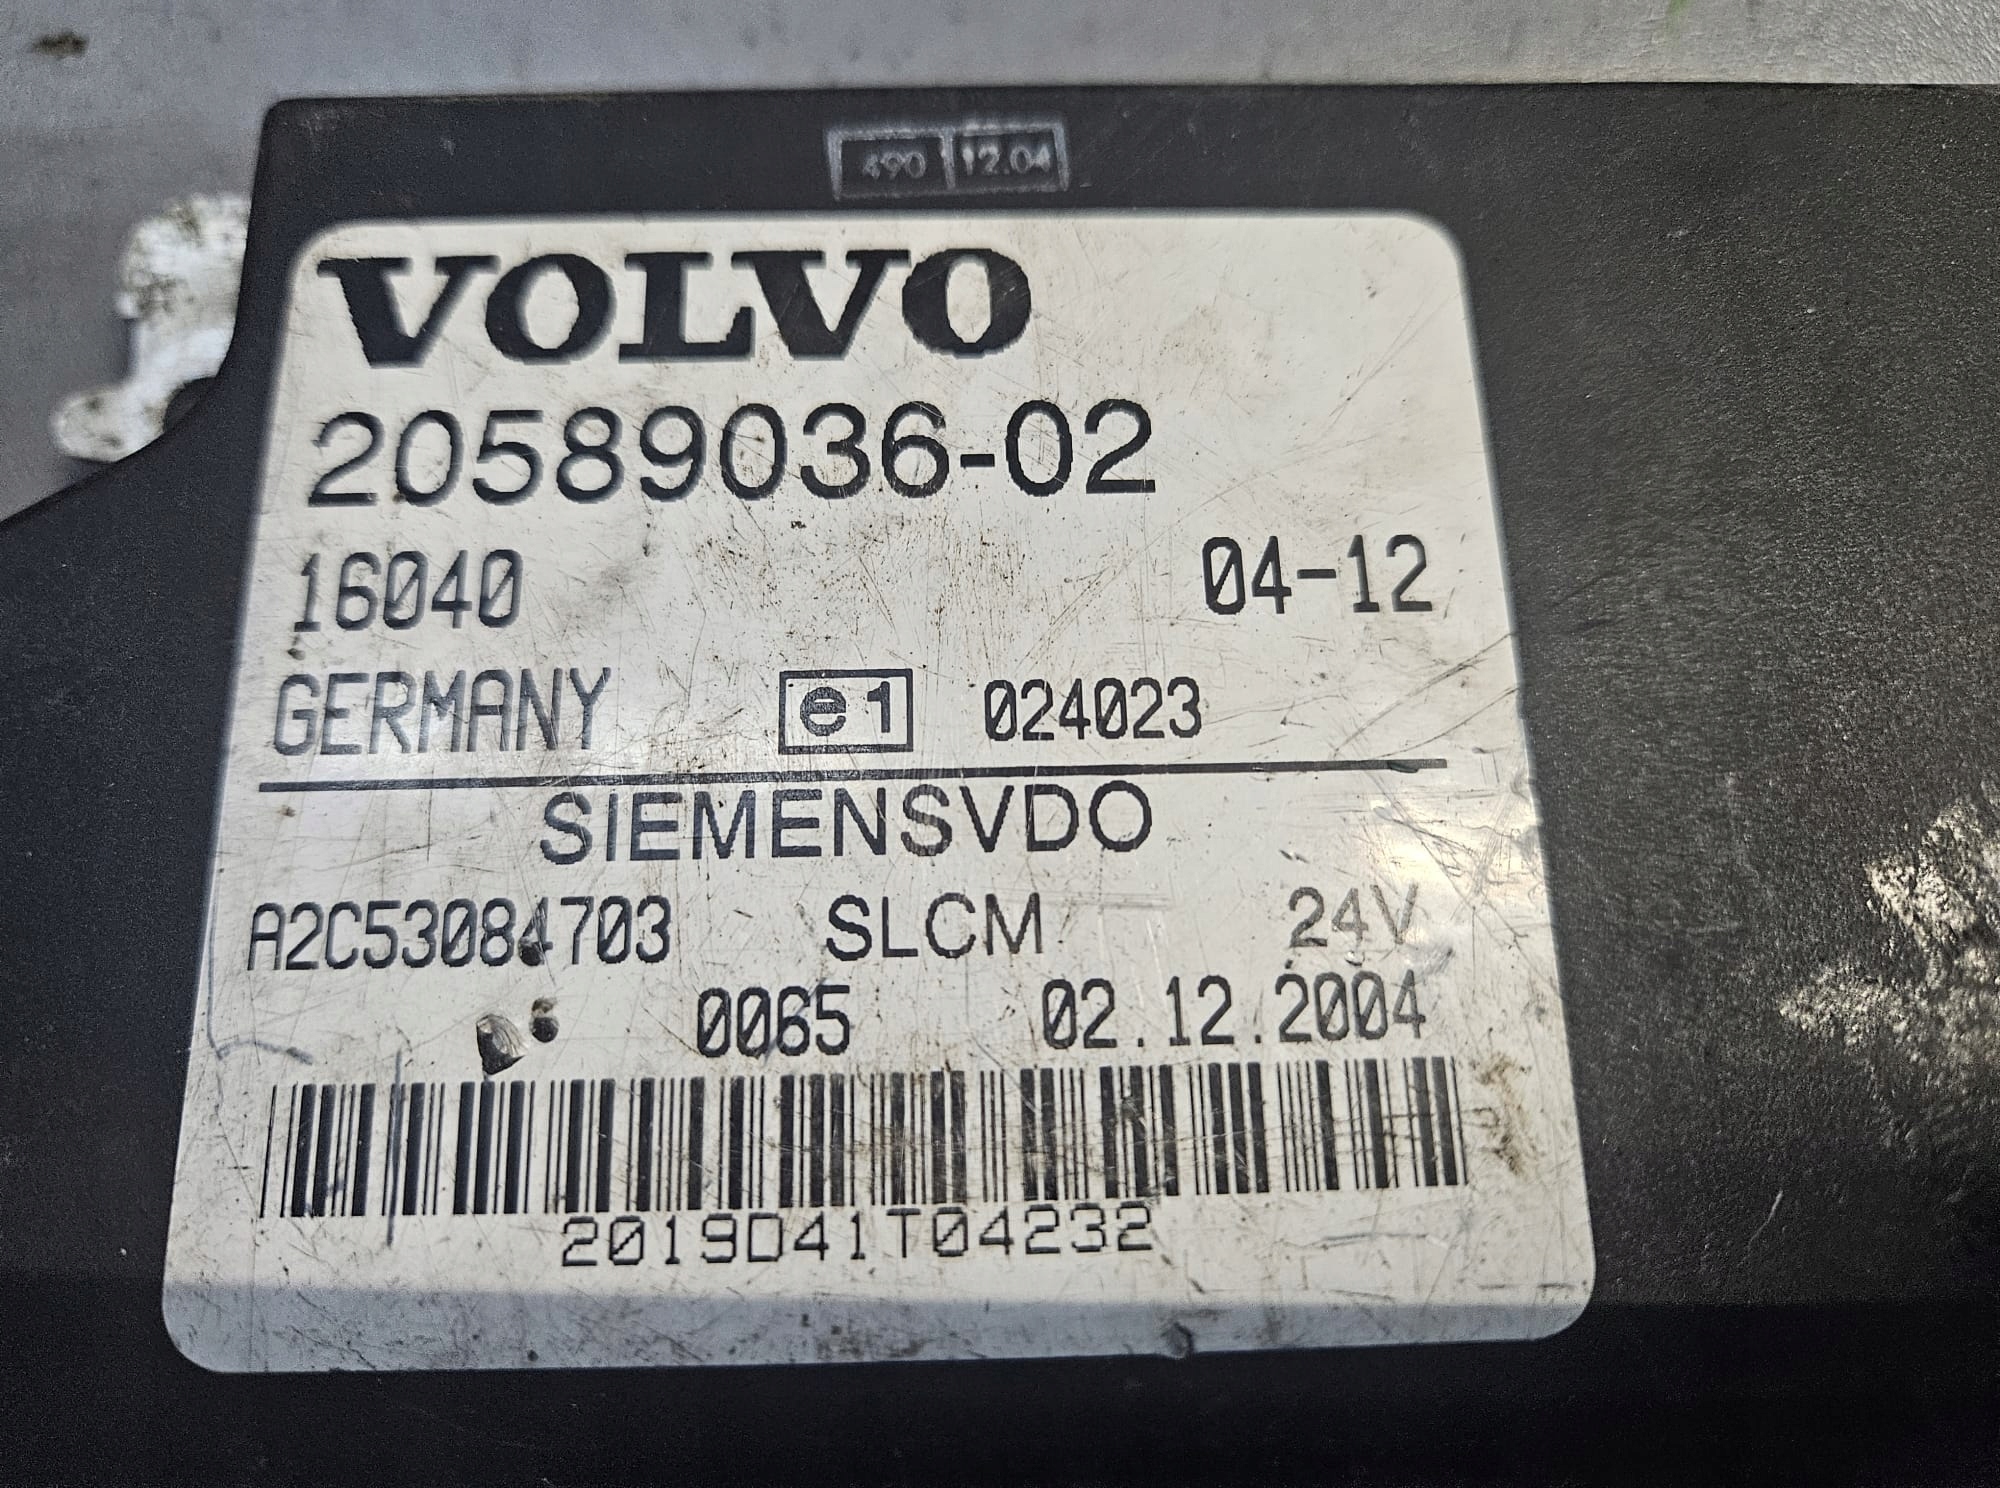 490 12.04
VOLVO
20589036-02
16040 04-12
GERMANY e1 024023
SIEMENSVDO
A2C53084703 SLCM 24V
0065 02.12.2004
2019D41T04232